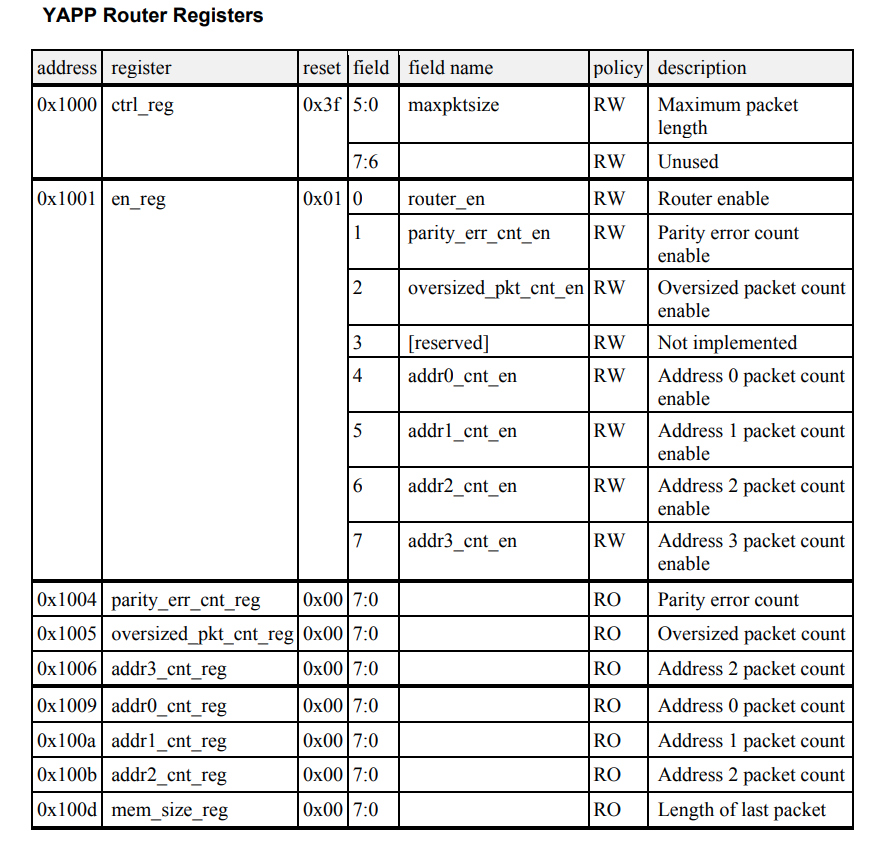 YAPP Router Registers
address register reset field field name policy description
0x1000 ctrl_reg 0x3f 5:0 maxpktsize RW Maximum packet
length
7:6 RW Unused
0x1001 en_reg 0x01 0 router_en RW Router enable
1 parity_err_cnt_en RW Parity error count
enable
2 oversized_pkt_cnt_en RW Oversized packet count
enable
3 [reserved] RW Not implemented
4 addr0_cnt_en RW Address 0 packet count
enable
5 addr1_cnt_en RW Address 1 packet count
enable
6 addr2_cnt_en RW Address 2 packet count
enable
7 addr3_cnt_en RW Address 3 packet count
enable
0x1004 parity_err_cnt_reg 0x00 7:0 RO Parity error count
0x1005 oversized_pkt_cnt_reg 0x00 7:0 RO Oversized packet count
0x1006 addr3_cnt_reg 0x00 7:0 RO Address 2 packet count
0x1009 addr0_cnt_reg 0x00 7:0 RO Address 0 packet count
0x100a addr1_cnt_reg 0x00 7:0 RO Address 1 packet count
0x100b addr2_cnt_reg 0x00 7:0 RO Address 2 packet count
0x100d mem_size_reg 0x00 7:0 RO Length of last packet